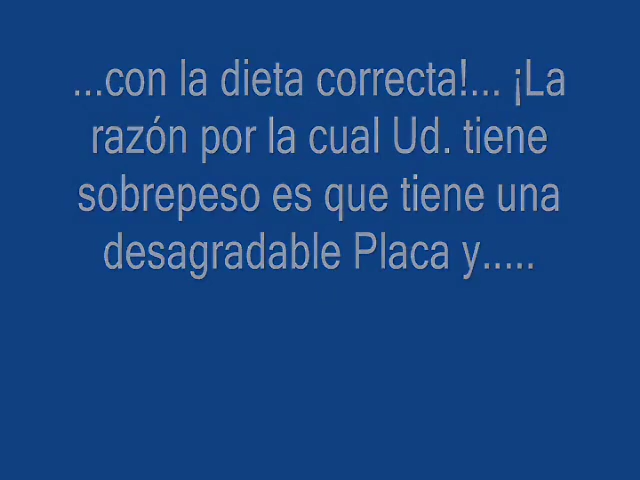 ...con la dieta correcta!... ¡La
razón por la cual Ud. tiene
sobrepeso es que tiene una
desagradable Placa y.....